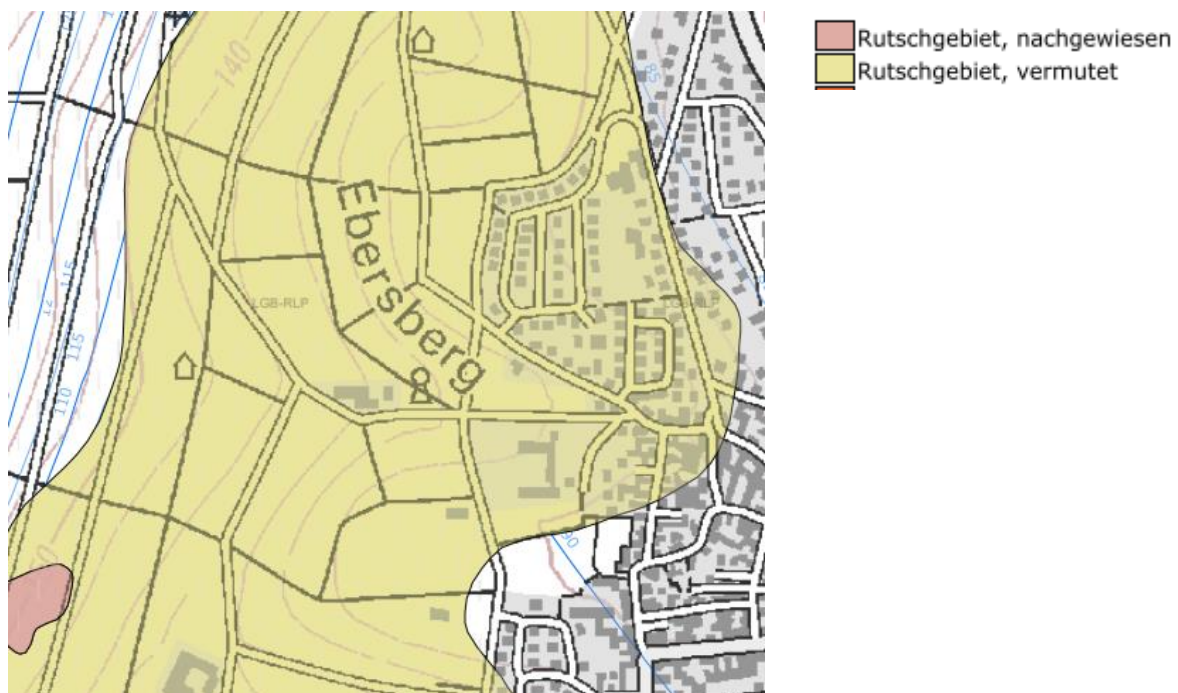 Rutschgebiet, nachgewiesen
Rutschgebiet, vermutet
140
85
Ebersberg
LGB-RLP
115
115
110
90